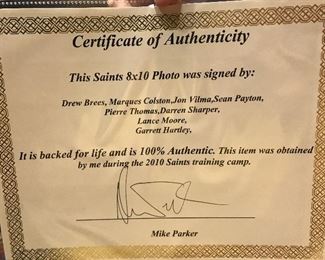 Certificate of Authenticity
This Saints 8x10 Photo was signed by:
Drew Brees, Marques Colston,Jon Vilma,Sean Payton,
Pierre Thomas,Darren Sharper,
Lance Moore,
Garrett Hartley,
It is backed for life and is 100% Authentic. This item was obtained
by me during the 2010 Saints training camp.
Mike Parker